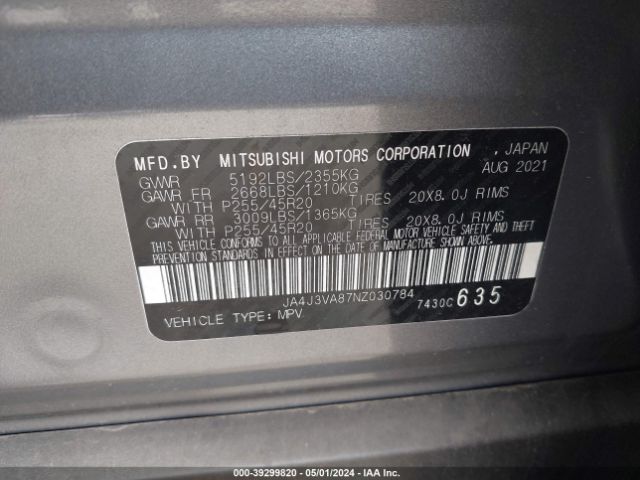 MFD.BY MITSUBISHI MOTORS CORPORATION , JAPAN
GVWR 5192LBS/2355KG AUG 2021
GAWR FR 2668LBS/1210KG
WITH P255/45R20 TIRES 20X8.0J RIMS
GAWR RR 3009LBS/1365KG
WITH P255/45R20 TIRES 20X8.0J RIMS
THIS VEHICLE CONFORMS TO ALL APPLICABLE FEDERAL MOTOR VEHICLE SAFETY AND THEFT
PREVENTION STANDARDS IN EFFECT ON THE DATE OF MANUFACTURE SHOWN ABOVE.
JA4J3VA87NZ030784 7430C 635
VEHICLE TYPE: MPV
000-39299820 - 05/01/2024 - IAA Inc.